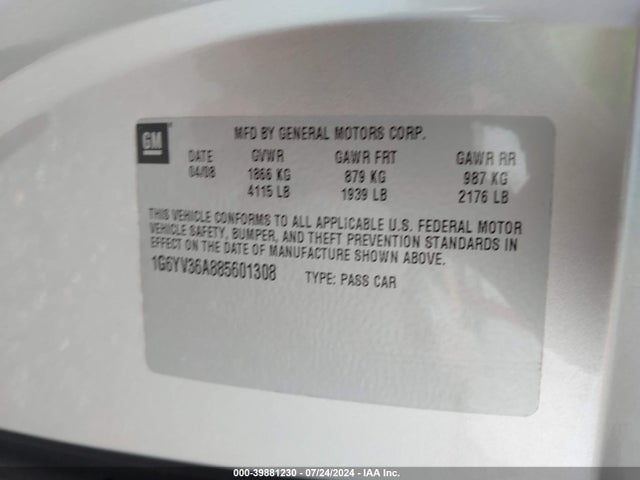 GM
MFD BY GENERAL MOTORS CORP.
DATE GVWR GAWR FRT GAWR RR
04/08 1866 KG 879 KG 987 KG
4115 LB 1939 LB 2176 LB
THIS VEHICLE CONFORMS TO ALL APPLICABLE U.S. FEDERAL MOTOR
VEHICLE SAFETY, BUMPER, AND THEFT PREVENTION STANDARDS IN
EFFECT ON THE DATE OF MANUFACTURE SHOWN ABOVE.
1G6YV36A885601308 TYPE: PASS CAR
00-39881230 - 07/24/2024 - IAA Inc.